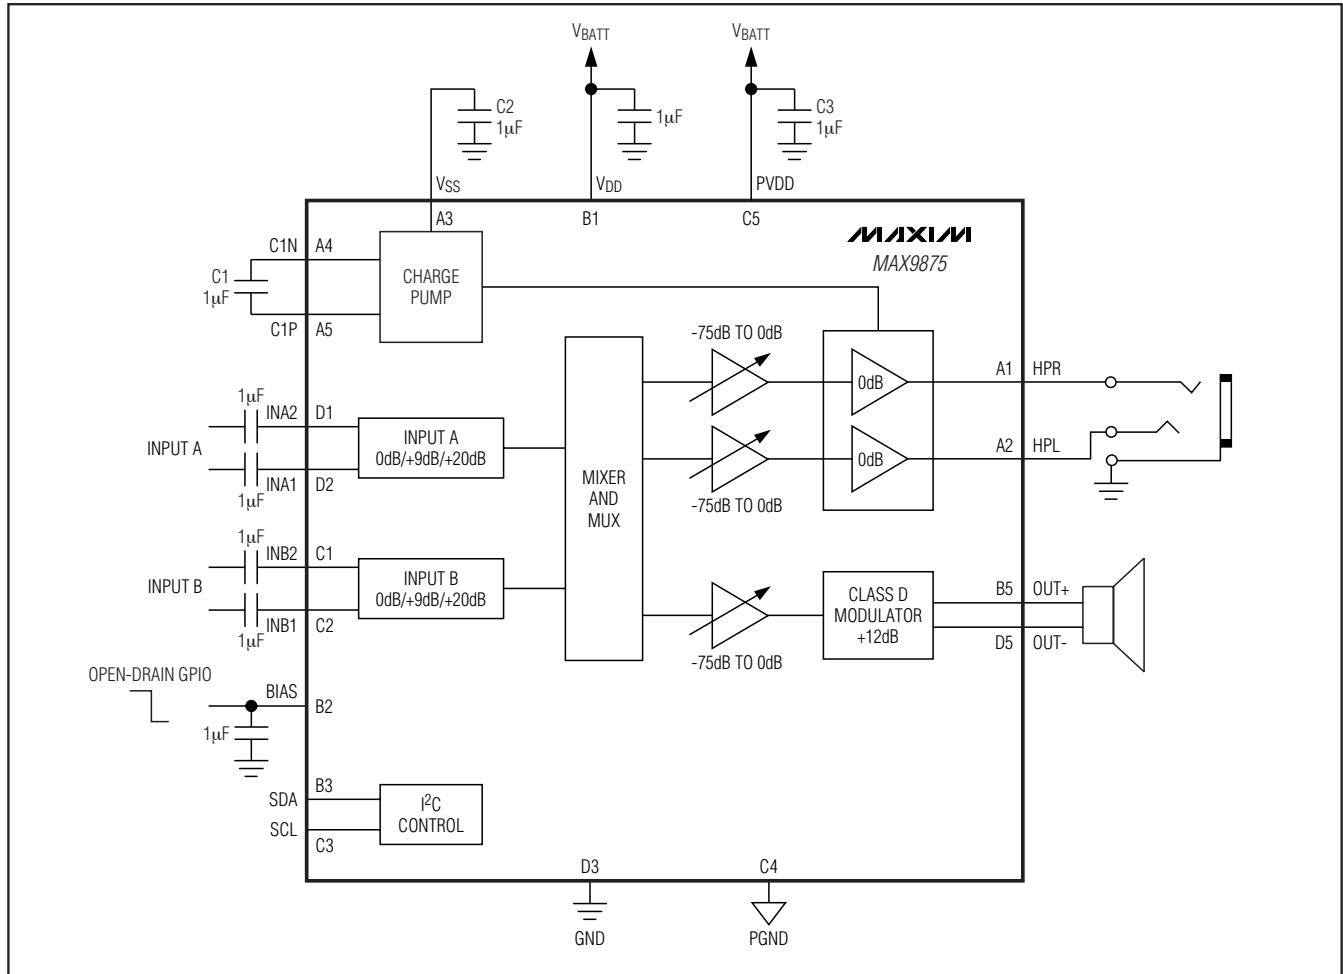 VBATT
VBATT
C2
1µF
1µF
C3
1µF
VSS
VDD
PVDD
A3
B1
C5
MAXIM
MAX9875
C1N
A4
C1
1µF
CHARGE
PUMP
C1P
A5
-75dB TO 0dB
0dB
A1
HPR
1µF
INA2
D1
INPUT A
INPUT A
0dB/+9dB/+20dB
INA1
D2
1µF
MIXER
AND
MUX
0dB
A2
HPL
-75dB TO 0dB
1µF
INB2
C1
INPUT B
INPUT B
0dB/+9dB/+20dB
INB1
C2
1µF
CLASS D
MODULATOR
+12dB
B5
OUT+
D5
OUT-
-75dB TO 0dB
OPEN-DRAIN GPIO
BIAS
B2
1µF
B3
SDA
I2C
CONTROL
SCL
C3
D3
C4
GND
PGND